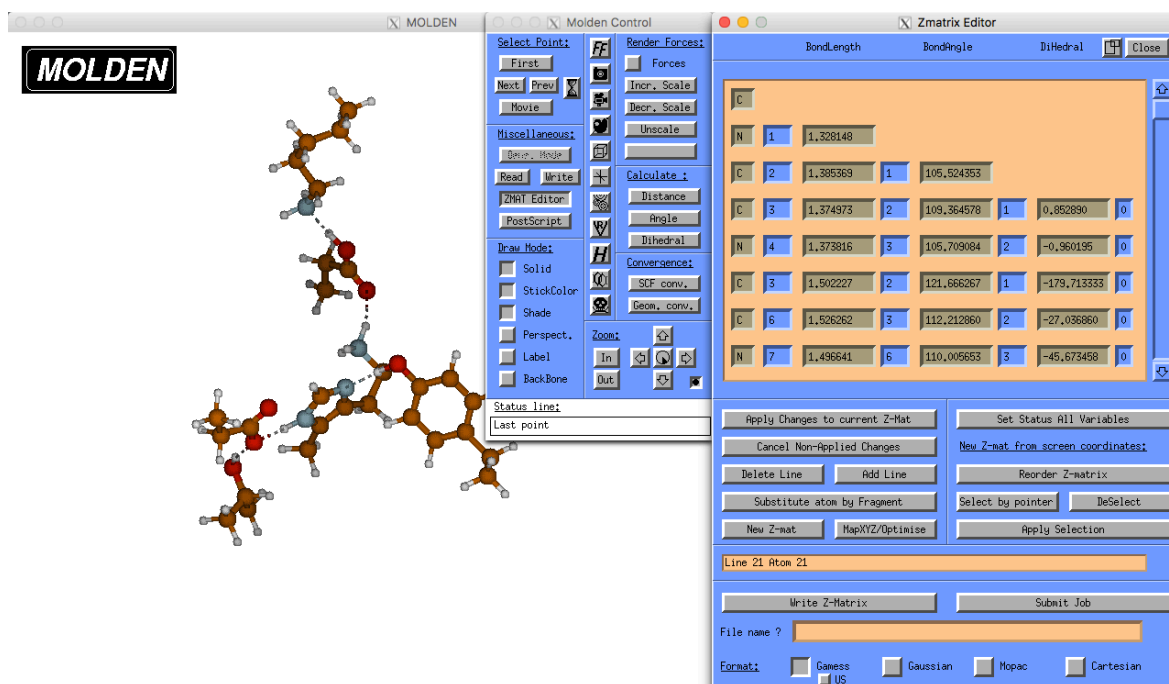 MOLDEN
MOLDEN
Molden Control
Select Point:
First
Next Prev
Movie
Miscellaneous:
Read Write
ZMAT Editor
PostScript
Draw Mode:
Solid
StickColor
Shade
Perspect.
Label
BackBone
FF
H
Render Forces:
Forces
Incr. Scale
Decr. Scale
Unscale
Calculate :
Distance
Angle
Dihedral
Convergence:
SCF conv.
Geom. conv.
Zoom:
In
Out
Status line:
Last point
Zmatrix Editor
BondLength BondAngle DiHedral Close
C
N 1 1.328148
C 2 1.385369 1 105.524353
C 3 1.374973 2 109.364578 1 0.852890 0
N 4 1.373816 3 105.709084 2 -0.960195 0
C 3 1.502227 2 121.666267 1 -179.713333 0
C 6 1.526262 3 112.212860 2 -27.036860 0
N 7 1.496641 6 110.005653 3 -45.673458 0
Apply Changes to current Z-Mat
Cancel Non-Applied Changes
Delete Line Add Line
Substitute atom by Fragment
New Z-mat MapXYZ/Optimise
Set Status All Variables
New Z-mat from screen coordinates:
Reorder Z-matrix
Select by pointer DeSelect
Apply Selection
Line 21 Atom 21
Write Z-Matrix Submit Job
File name ?
Format: Gamess Gaussian Mopac Cartesian
US